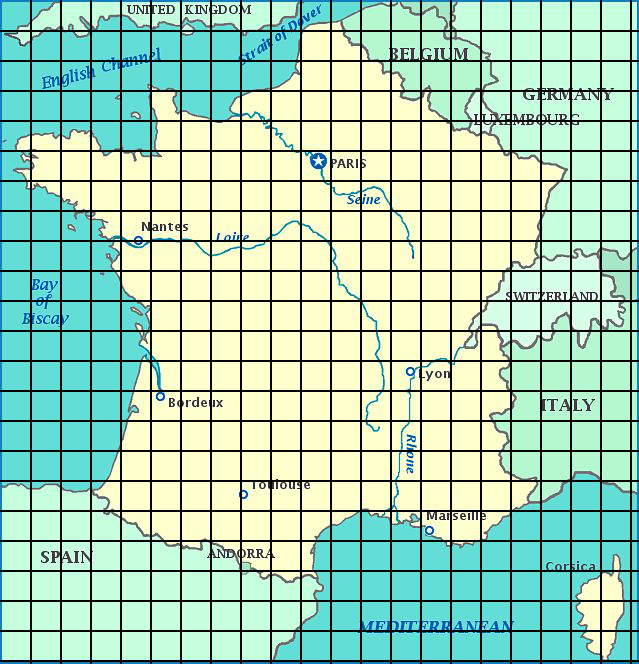 UNITED KINGDOM
Strait of Dover
English Channel
BELGIUM
GERMANY
LUXEMBOURG
PARIS
Seine
Nantes
Loire
Bay
of
Biscay
SWITZERLAND
Lyon
Bordeux
ITALY
Rhone
Toulouse
Marseille
SPAIN
ANDORRA
Corsica
MEDITERRANEAN